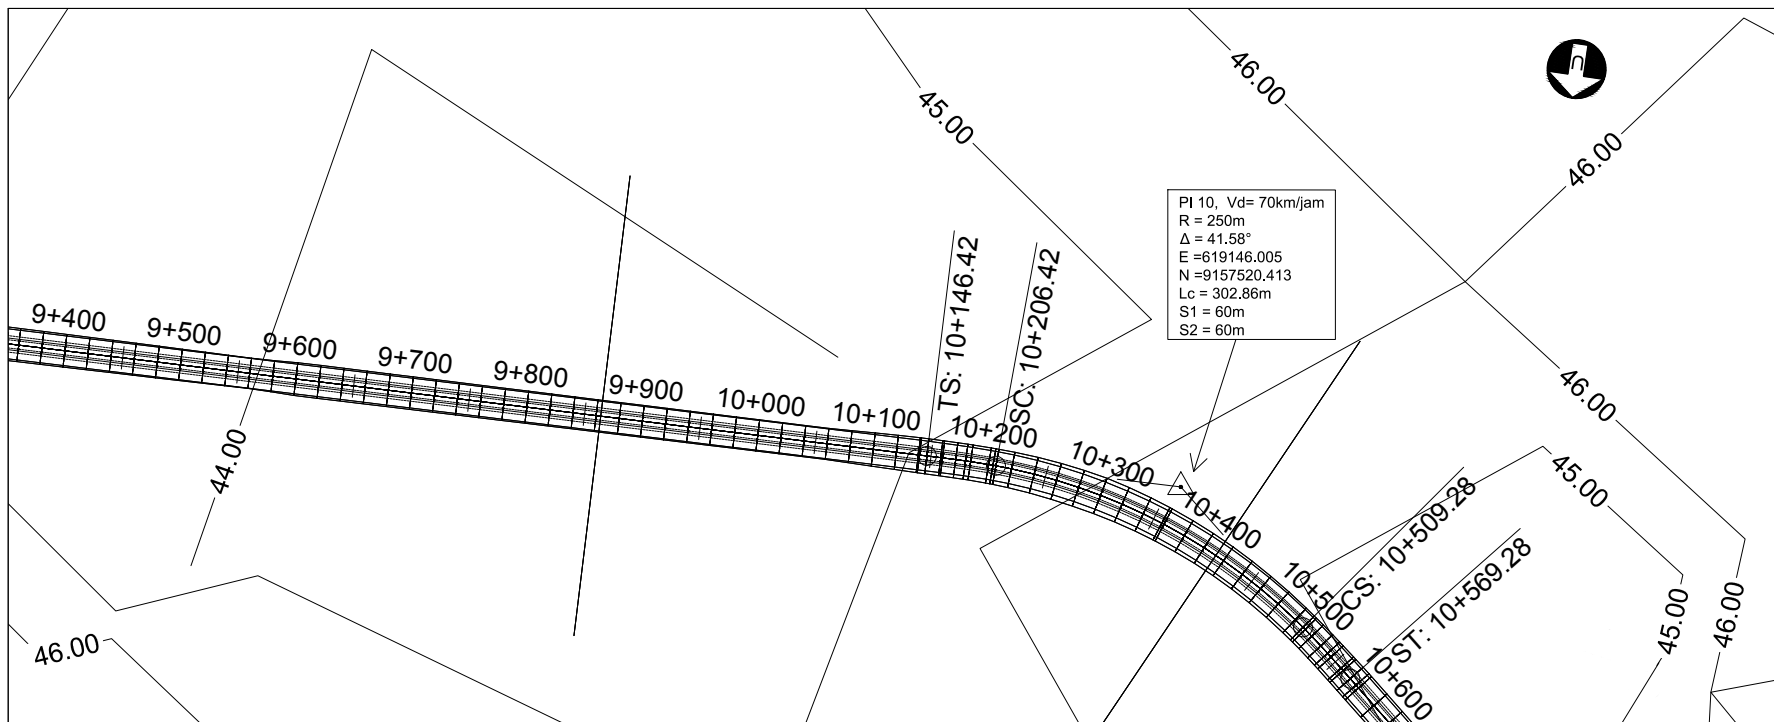 46.00
45.00
46.00
PI 10, Vd= 70km/jam
R = 250m
Δ = 41.58°
E =619146.005
N =9157520.413
Lc = 302.86m
S1 = 60m
S2 = 60m
TS: 10+146.42
SC: 10+206.42
9+400
9+500
9+600
9+700
9+800
9+900
10+000
10+100
10+200
10+300
10+400
10+500
10+600
46.00
44.00
45.00
CS: 10+509.28
ST: 10+569.28
45.00
46.00
46.00